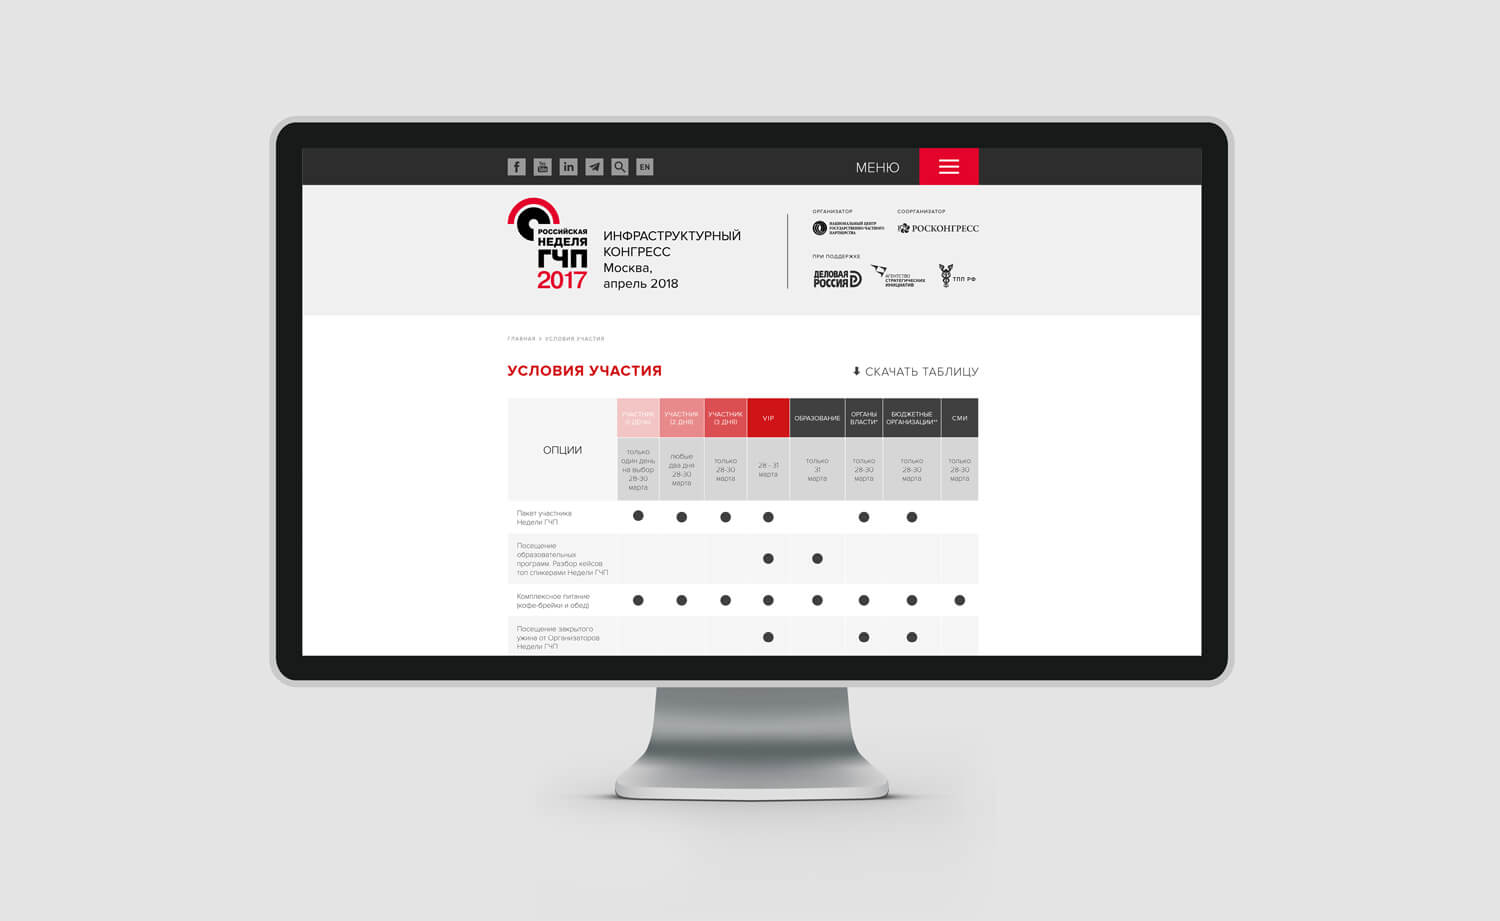 EN
МЕНЮ
РОССИЙСКАЯ
НЕДЕЛЯ
ГЧП
2017
ИНФРАСТРУКТУРНЫЙ
КОНГРЕСС
Москва,
апрель 2018
ОРГАНИЗАТОР
НАЦИОНАЛЬНЫЙ ЦЕНТР
ГОСУДАРСТВЕННО-ЧАСТНОГО
ПАРТНЕРСТВА
СООРГАНИЗАТОР
РОСКОНГРЕСС
ПРИ ПОДДЕРЖКЕ
ДЕЛОВАЯ
РОССИЯ
АГЕНТСТВО
СТРАТЕГИЧЕСКИХ
ИНИЦИАТИВ
ТПП РФ
ГЛАВНАЯ > УСЛОВИЯ УЧАСТИЯ
УСЛОВИЯ УЧАСТИЯ
СКАЧАТЬ ТАБЛИЦУ
ОПЦИИ
УЧАСТНИК
(1 ДЕНЬ)
УЧАСТНИК
(2 ДНЯ)
УЧАСТНИК
(3 ДНЯ)
VIP
ОБРАЗОВАНИЕ
ОРГАНЫ
ВЛАСТИ*
БЮДЖЕТНЫЕ
ОРГАНИЗАЦИИ**
СМИ
только
один день
на выбор
28-30
марта
любые
два дня
28-30
марта
только
28-30
марта
28 - 31
марта
только
31
марта
только
28-30
марта
только
28-30
марта
только
28-30
марта
Пакет участника
Недели ГЧП
Посещение
образовательных
программ. Разбор кейсов
топ спикерами Недели ГЧП
Комплексное питание
(кофе-брейки и обед)
Посещение закрытого
ужина от Организаторов
Недели ГЧП